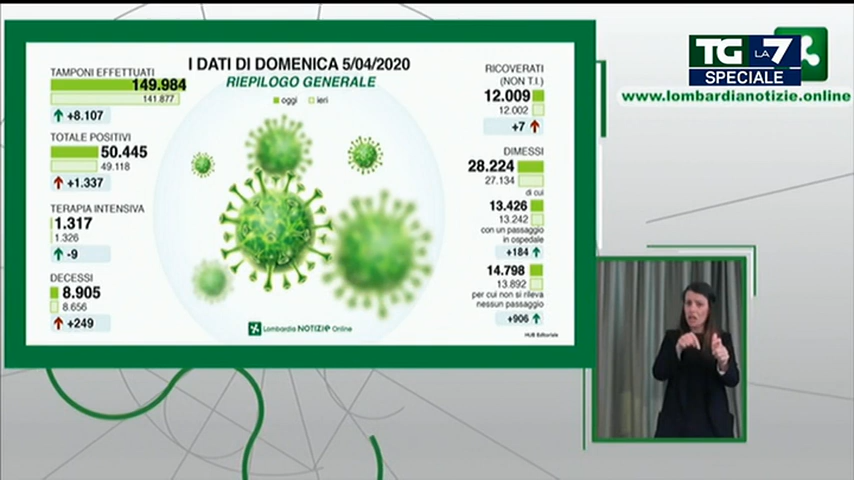 I DATI DI DOMENICA 5/04/2020
RIEPILOGO GENERALE
oggi ieri
TAMPONI EFFETTUATI
149.984
141.877
+8.107
TOTALE POSITIVI
50.445
49.118
+1.337
TERAPIA INTENSIVA
1.317
1.326
-9
DECESSI
8.905
8.656
+249
RICOVERATI
(NON T.I.)
12.009
12.002
+7
DIMESSI
28.224
27.134
di cui
13.426
13.242
con un passaggio
in ospedale
+184
14.798
13.892
per cui non si rileva
nessun passaggio
+906
Lombardia NOTIZIE Online
HUB Editoriale
TG LA 7
SPECIALE
www.lombardianotizie.online